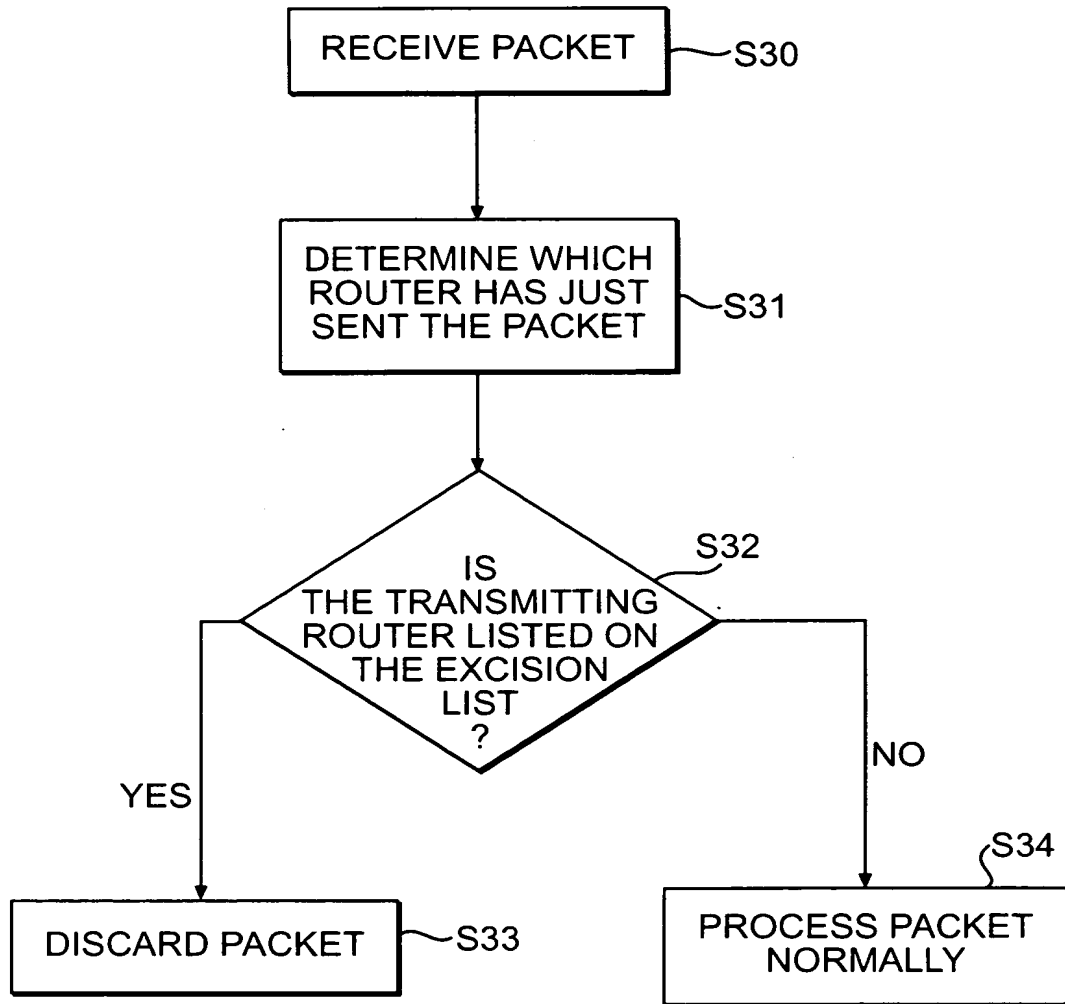 RECEIVE PACKET
S30
DETERMINE WHICH
ROUTER HAS JUST
SENT THE PACKET
S31
S32
IS
THE TRANSMITTING
ROUTER LISTED ON
THE EXCISION
LIST
?
YES
NO
DISCARD PACKET
S33
S34
PROCESS PACKET
NORMALLY